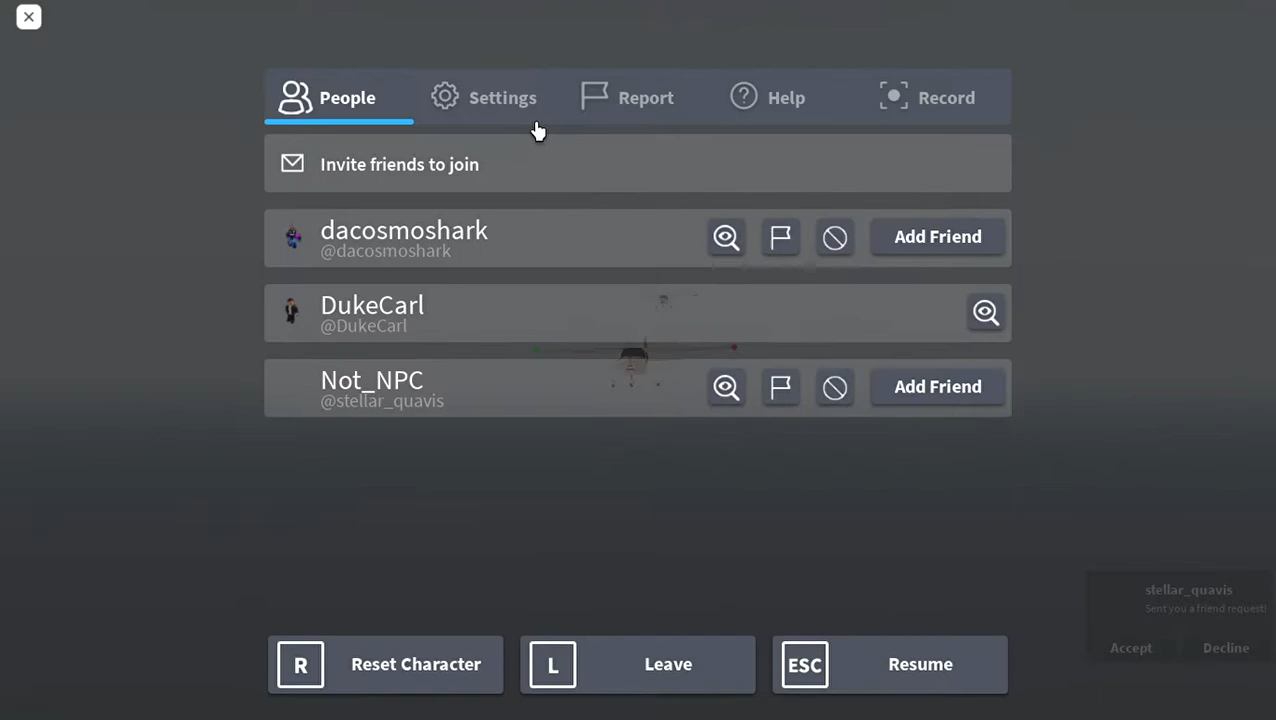 People
Settings
Report
Help
Record
Invite friends to join
dacosmoshark
@dacosmoshark
Add Friend
DukeCarl
@DukeCarl
Not_NPC
@stellar_quavis
Add Friend
stellar_quavis
Sent you a friend request!
Accept
Decline
R Reset Character
L Leave
ESC Resume